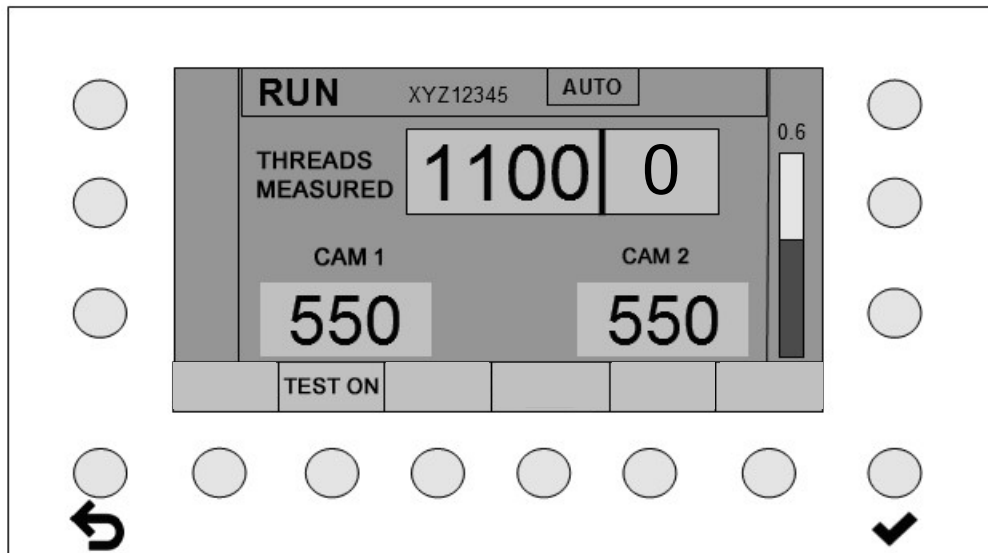 RUN XYZ12345 AUTO
0.6
THREADS
MEASURED
1100 0
CAM 1 CAM 2
550 550
TEST ON